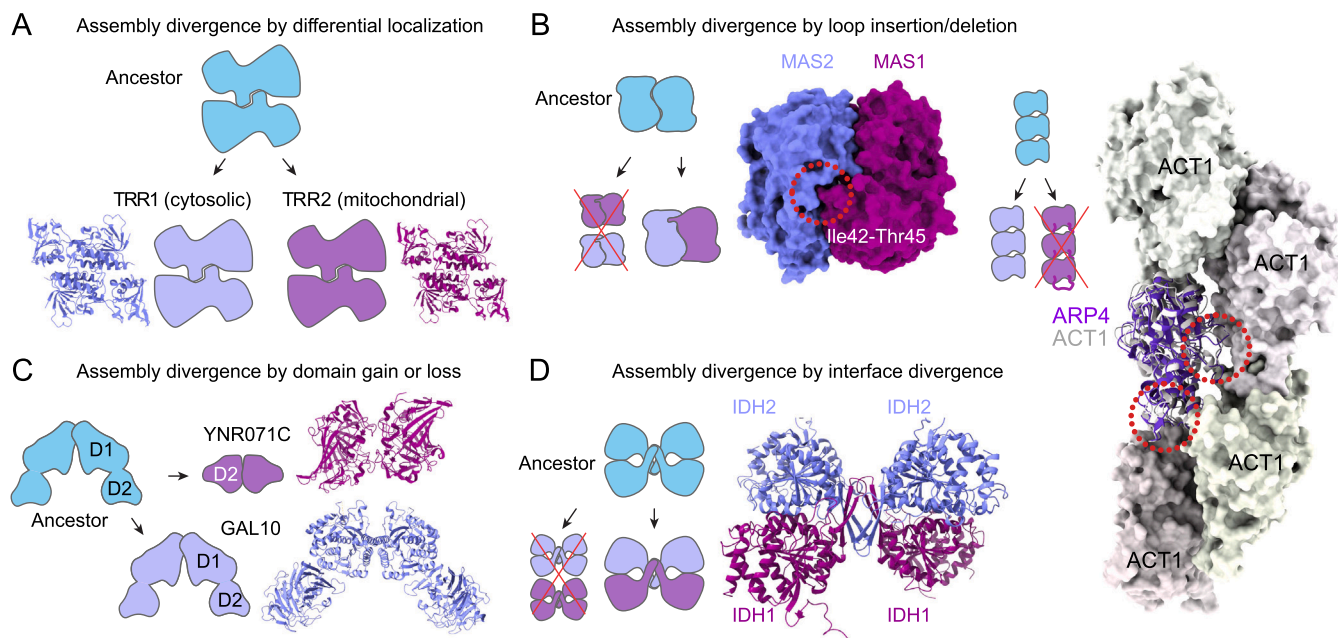 A Assembly divergence by differential localization
Ancestor
TRR1 (cytosolic) TRR2 (mitochondrial)
B Assembly divergence by loop insertion/deletion
MAS2 MAS1
Ancestor
Ile42-Thr45
ACT1
ACT1
ARP4
ACT1
ACT1
ACT1
C Assembly divergence by domain gain or loss
D1
D2
Ancestor
YNR071C
D2
GAL10
D1
D2
D Assembly divergence by interface divergence
IDH2 IDH2
Ancestor
IDH1 IDH1